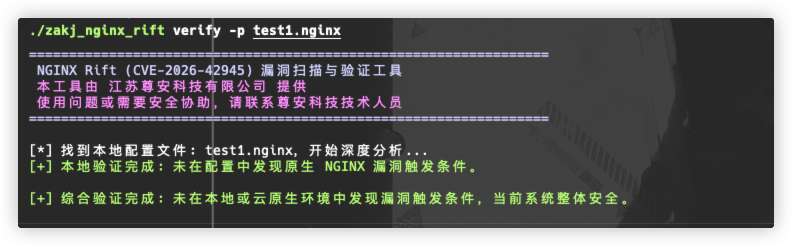 ./zakj_nginx_rift verify -p test1.nginx
================================================================
NGINX Rift (CVE-2026-42945) 漏洞扫描与验证工具
本工具由 江苏尊安科技有限公司 提供
使用问题或需要安全协助，请联系尊安科技技术人员
================================================================
[*] 找到本地配置文件: test1.nginx，开始深度分析...
[+] 本地验证完成: 未在配置中发现原生 NGINX 漏洞触发条件。
[+] 综合验证完成: 未在本地或云原生环境中发现漏洞触发条件，当前系统整体安全。